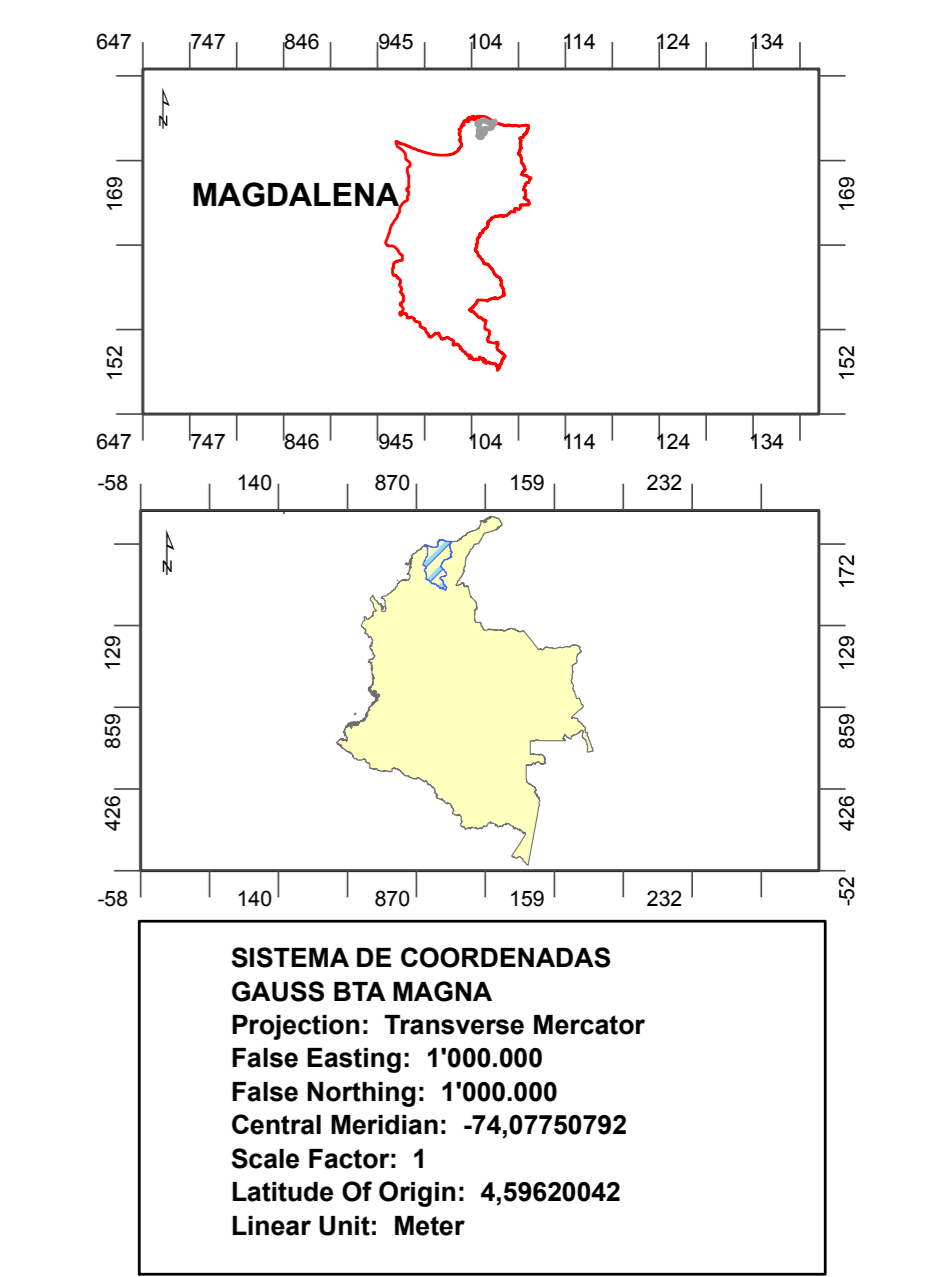 647 747 846 945 104 114 124 134
N
MAGDALENA
169 169
152 152
647 747 846 945 104 114 124 134
-58 140 870 159 232
N
172
129 129
859 859
426 426
-52
-58 140 870 159 232
SISTEMA DE COORDENADAS
GAUSS BTA MAGNA
Projection: Transverse Mercator
False Easting: 1'000.000
False Northing: 1'000.000
Central Meridian: -74,07750792
Scale Factor: 1
Latitude Of Origin: 4,59620042
Linear Unit: Meter